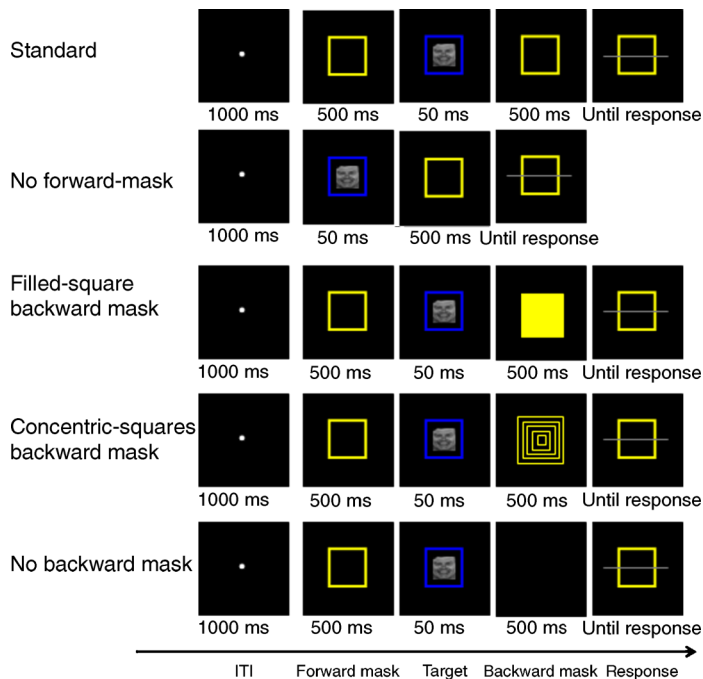 Standard
1000 ms 500 ms 50 ms 500 ms Until response
No forward-mask
1000 ms 50 ms 500 ms Until response
Filled-square
backward mask
1000 ms 500 ms 50 ms 500 ms Until response
Concentric-squares
backward mask
1000 ms 500 ms 50 ms 500 ms Until response
No backward mask
1000 ms 500 ms 50 ms 500 ms Until response
ITI Forward mask Target Backward mask Response